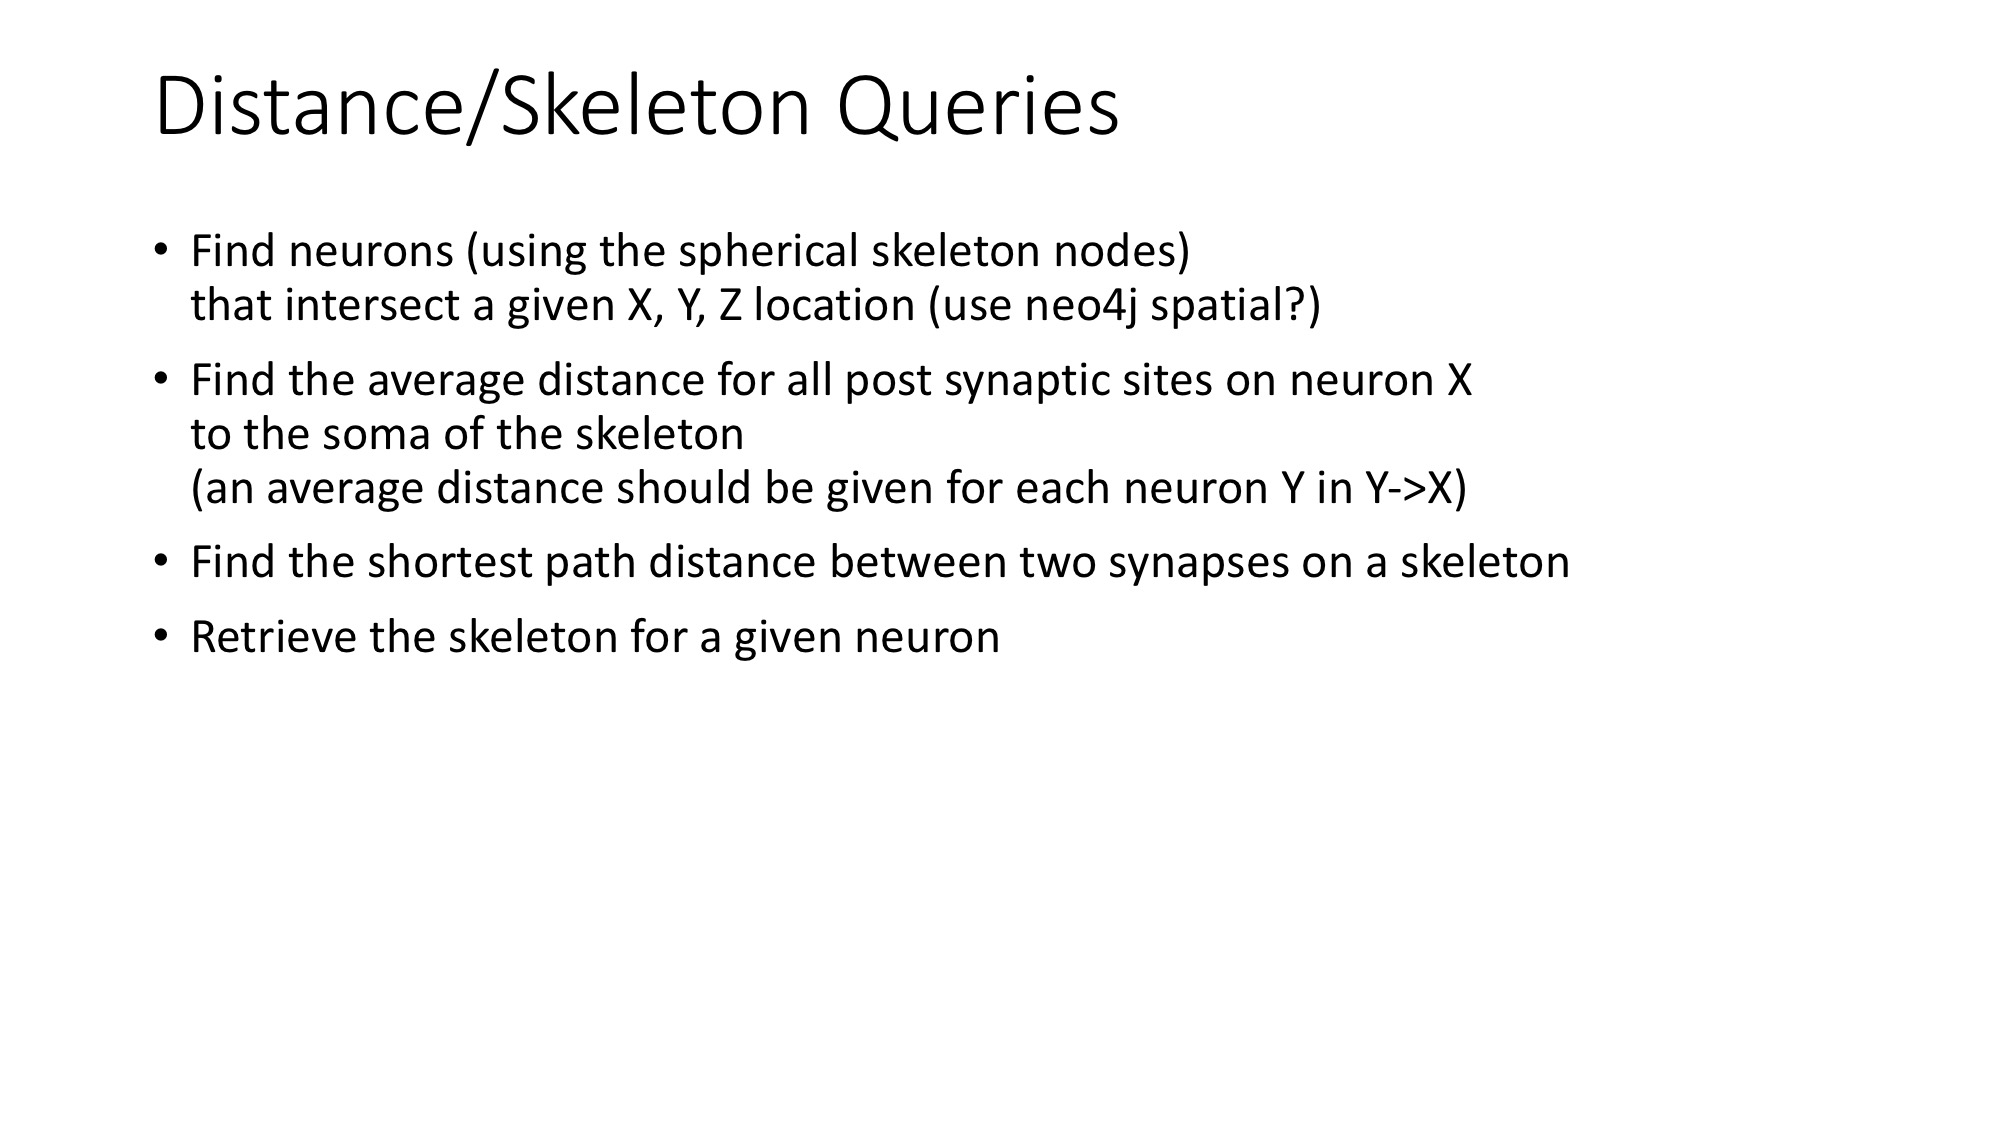 Distance/Skeleton Queries
• Find neurons (using the spherical skeleton nodes)
that intersect a given X, Y, Z location (use neo4j spatial?)
• Find the average distance for all post synaptic sites on neuron X
to the soma of the skeleton
(an average distance should be given for each neuron Y in Y->X)
• Find the shortest path distance between two synapses on a skeleton
• Retrieve the skeleton for a given neuron